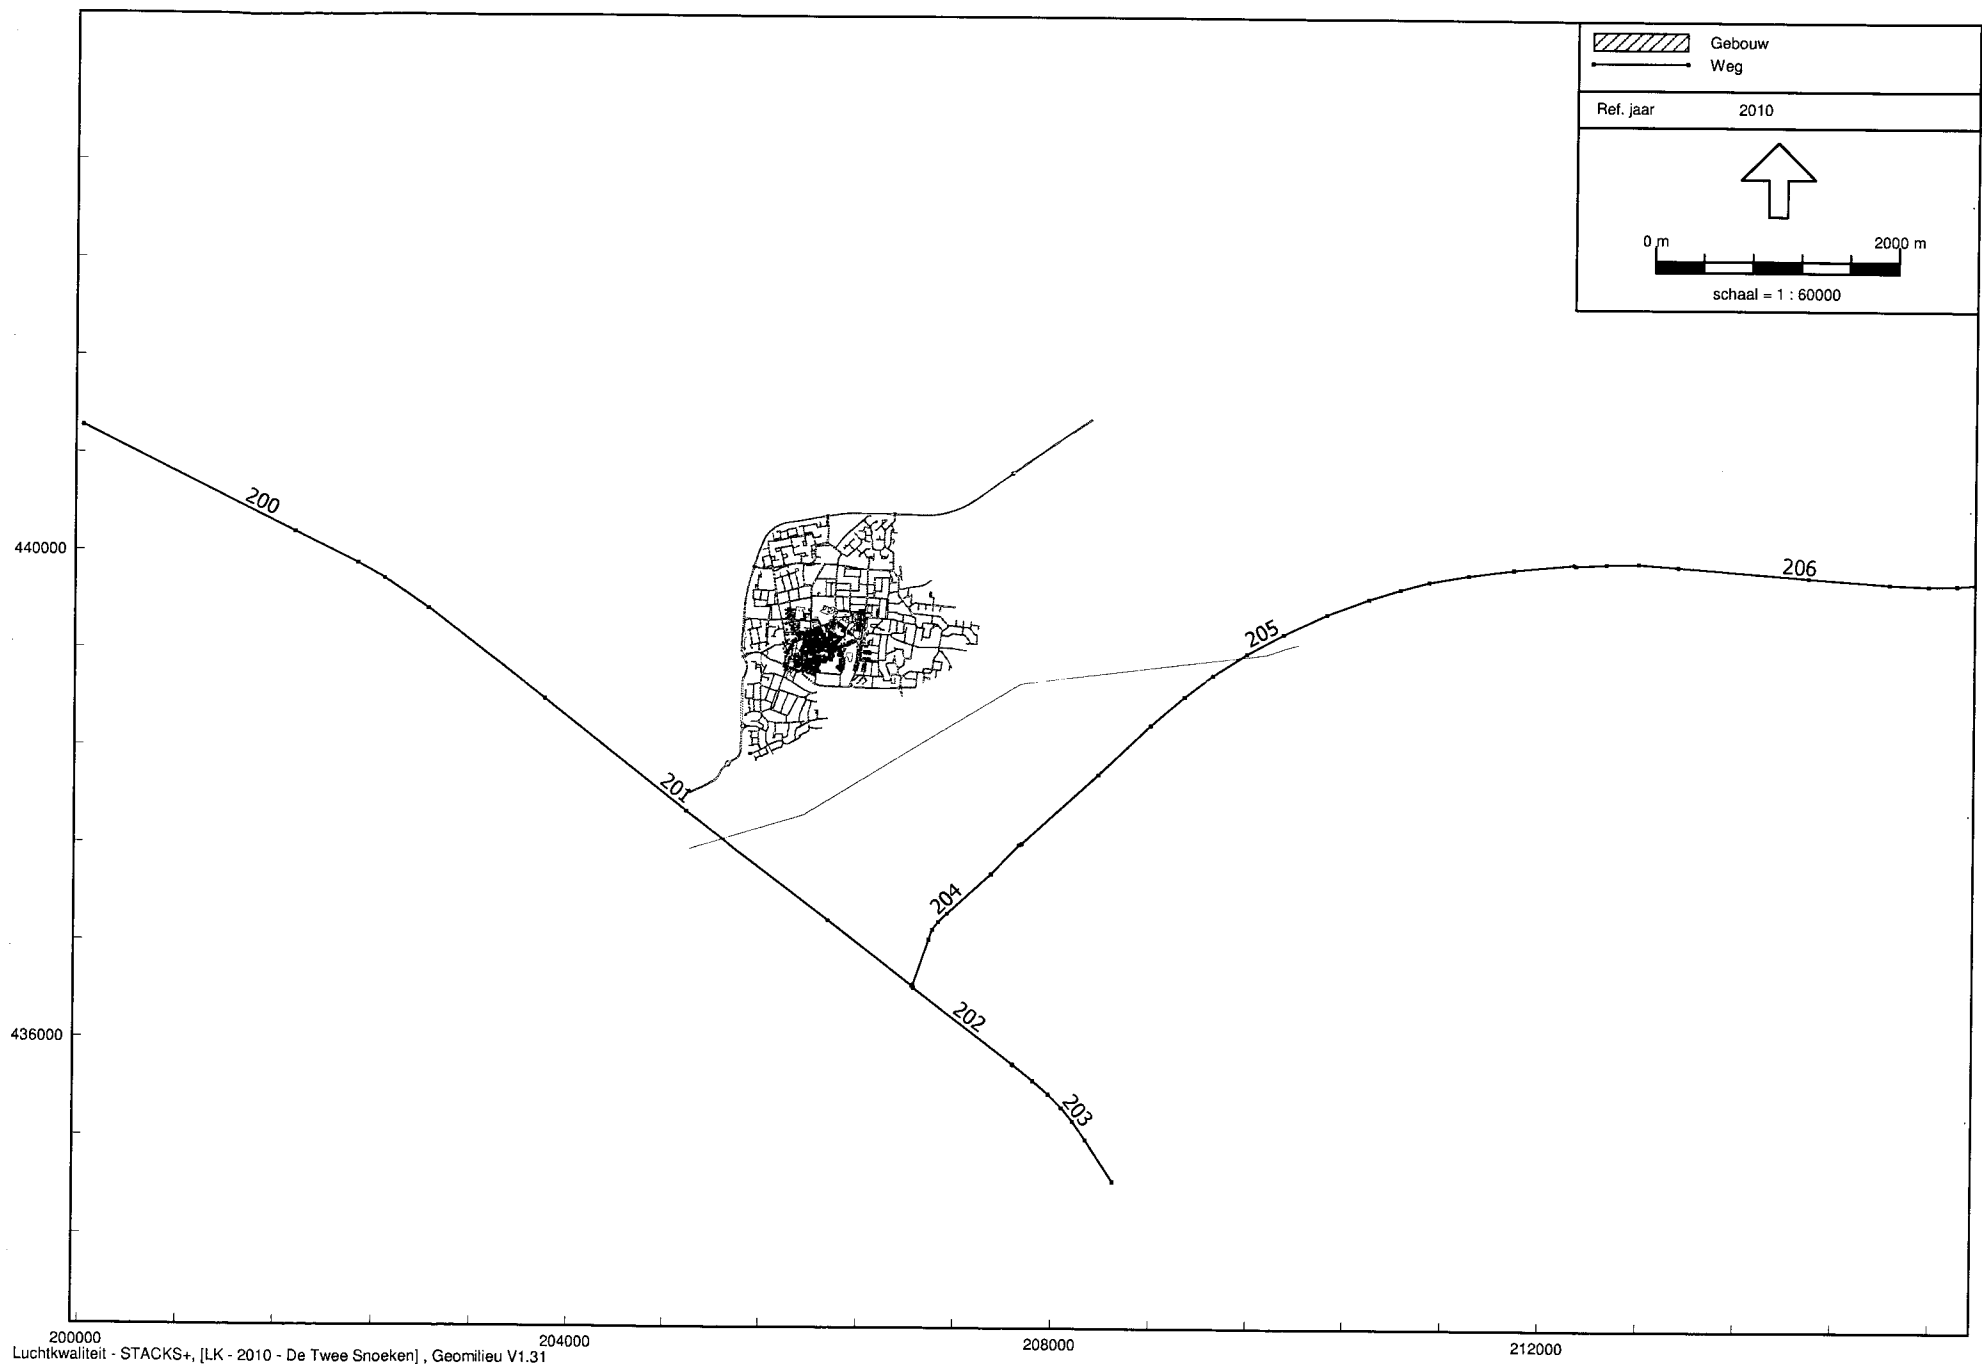 Gebouw
Weg
Ref. jaar 2010
0 m 2000 m
schaal = 1 : 60000
200
440000
206
205
201
204
202
436000
203
200000 204000 208000 212000
Luchtkwaliteit - STACKS+, [LK - 2010 - De Twee Snoeken] , Geomilieu V1.31